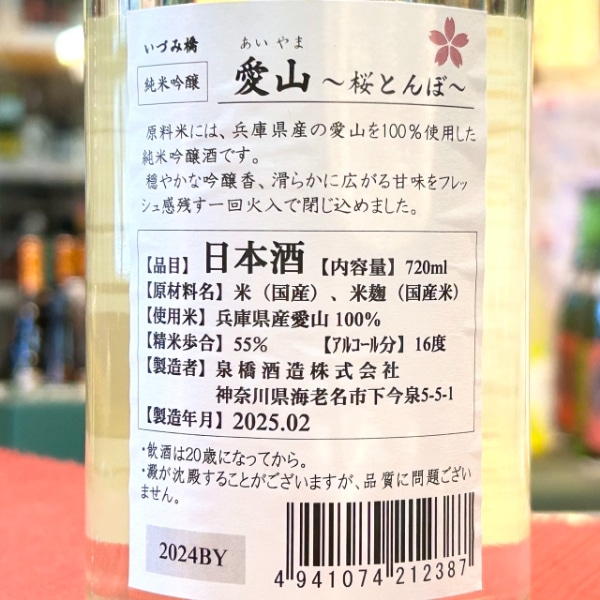 いづみ橋
純米吟醸
あいやま
愛山 ～桜とんぼ～
原料米には、兵庫県産の愛山を100%使用した
純米吟醸酒です。
穏やかな吟醸香、滑らかに広がる甘味をフレッ
シュ感残す一回火入で閉じ込めました。
【品目】 日本酒 【内容量】 720ml
【原材料名】 米（国産）、米麹（国産米）
【使用米】 兵庫県産愛山 100%
【精米歩合】 55% 【アルコール分】 16度
【製造者】 泉橋酒造株式会社
神奈川県海老名市下今泉5-5-1
【製造年月】 2025.02
・飲酒は20歳になってから。
・澱が沈殿することがございますが、品質に問題ござい
ません。
2024BY
4 941074 212387